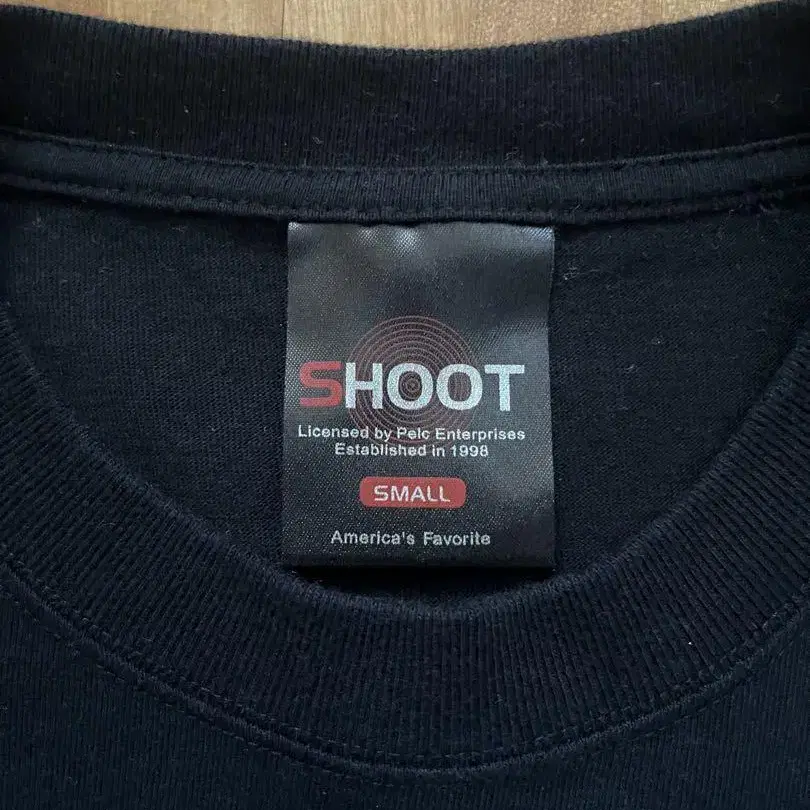 SHOOT
Licensed by Pelc Enterprises
Established in 1998
SMALL
America's Favorite